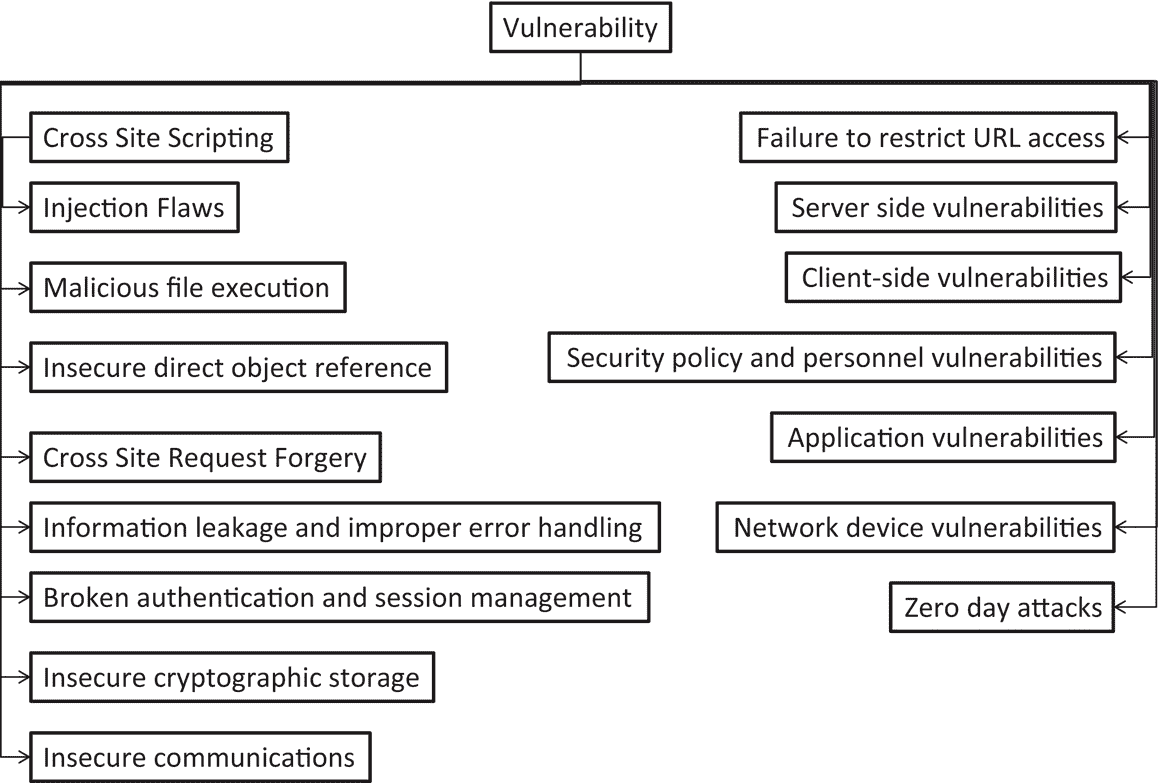 Vulnerability
Cross Site Scripting
Injection Flaws
Malicious file execution
Insecure direct object reference
Cross Site Request Forgery
Information leakage and improper error handling
Broken authentication and session management
Insecure cryptographic storage
Insecure communications
Failure to restrict URL access
Server side vulnerabilities
Client-side vulnerabilities
Security policy and personnel vulnerabilities
Application vulnerabilities
Network device vulnerabilities
Zero day attacks